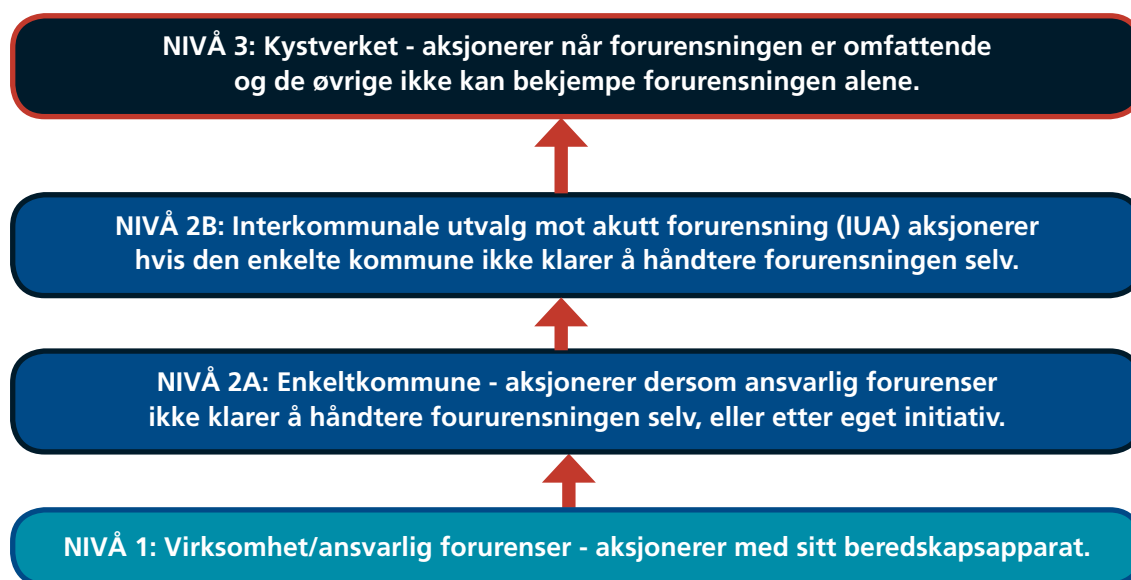 NIVÅ 3: Kystverket - aksjonerer når forurensningen er omfattende
og de øvrige ikke kan bekjempe forurensningen alene.
NIVÅ 2B: Interkommunale utvalg mot akutt forurensning (IUA) aksjonerer
hvis den enkelte kommune ikke klarer å håndtere forurensningen selv.
NIVÅ 2A: Enkeltkommune - aksjonerer dersom ansvarlig forurenser
ikke klarer å håndtere foururensningen selv, eller etter eget initiativ.
NIVÅ 1: Virksomhet/ansvarlig forurenser - aksjonerer med sitt beredskapsapparat.